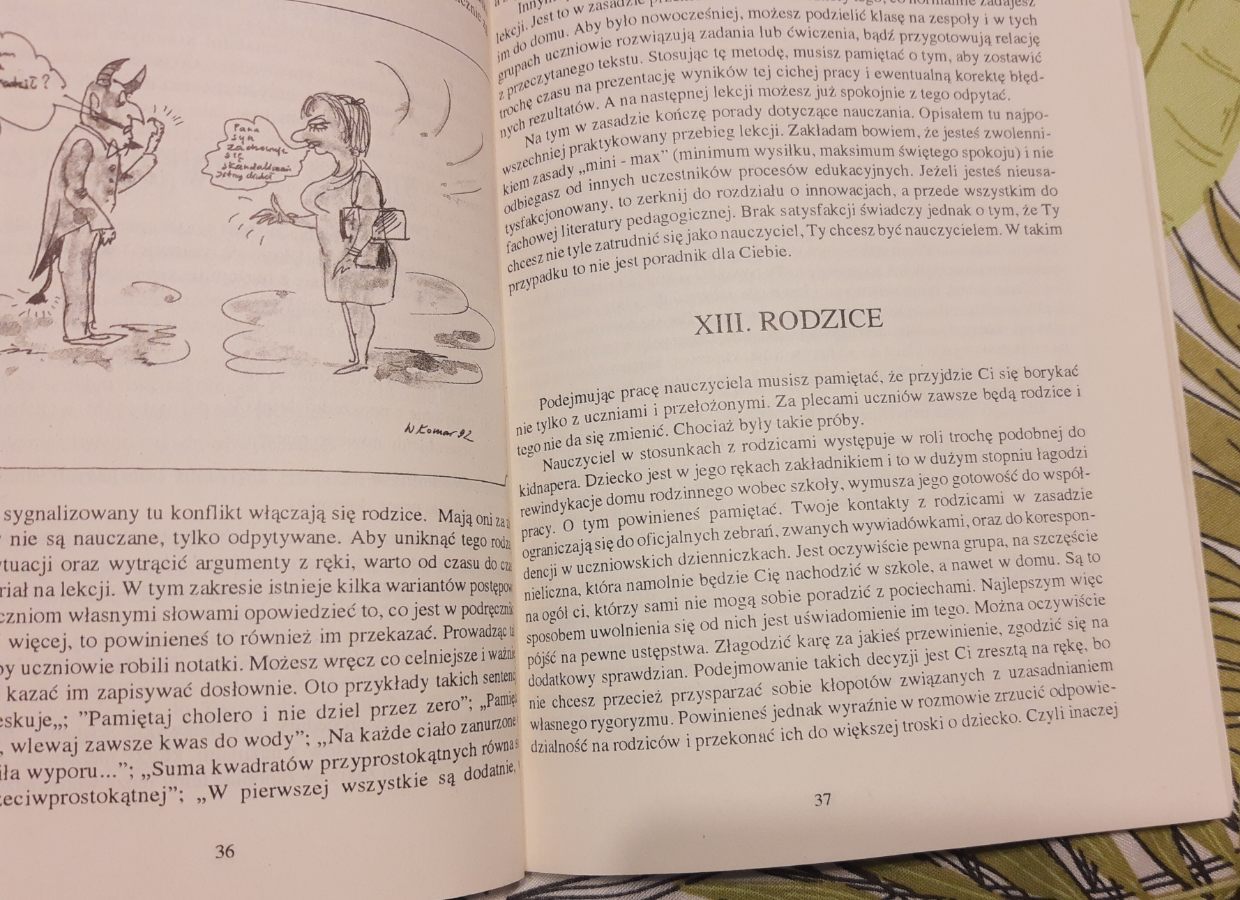 Pana
syn
zachowuje
się
skandalicznie
W Komar 92
sygnalizowany tu konflikt włączają się rodzice. Mają oni za
nie są nauczane, tylko odpytywane. Aby uniknąć tego
tuacji oraz wytrącić argumenty z ręki, warto od czasu do
riał na lekcji. W tym zakresie istnieje kilka wariantów
czniom własnymi słowami opowiedzieć to, co jest w
więcej, to powinieneś to również im przekazać. Prowadząc
by uczniowie robili notatki. Możesz wręcz co celniejsze i
kazać im zapisywać dosłownie. Oto przykłady takich
eskuje„; ”Pamiętaj cholero i nie dziel przez zero”;
, wlewaj zawsze kwas do wody”; „Na każde ciało zanurzone
iła wyporu...”; „Suma kwadratów przyprostokątnych równa
zeciwprostokątnej”; „W pierwszej wszystkie są dodatnie,
36
lekcji. Jest to w zasadzie
im do domu. Aby było nowocześniej, możesz podzielić klasę na zespoły i w tych
grupach uczniowie rozwiązują zadania lub ćwiczenia, bądź przygotowują relację
z przeczytanego tekstu. Stosując tę metodę, musisz pamiętać o tym, aby zostawić
trochę czasu na prezentację wyników tej cichej pracy i ewentualną korektę błęd-
nych rezultatów. A na następnej lekcji możesz już spokojnie z tego odpytać.
Na tym w zasadzie kończę porady dotyczące nauczania. Opisałem tu najpo-
wszechniej praktykowany przebieg lekcji. Zakładam bowiem, że jesteś zwolenni-
kiem zasady „mini - max” (minimum wysiłku, maksimum świętego spokoju) i nie
odbiegasz od innych uczestników procesów edukacyjnych. Jeżeli jesteś nieusa-
tysfakcjonowany, to zerknij do rozdziału o innowacjach, a przede wszystkim do
fachowej literatury pedagogicznej. Brak satysfakcji świadczy jednak o tym, że Ty
chcesz nie tyle zatrudnić się jako nauczyciel, Ty chcesz być nauczycielem. W takim
przypadku to nie jest poradnik dla Ciebie.
XIII. RODZICE
Podejmując pracę nauczyciela musisz pamiętać, że przyjdzie Ci się borykać
nie tylko z uczniami i przełożonymi. Za plecami uczniów zawsze będą rodzice i
tego nie da się zmienić. Chociaż były takie próby.
Nauczyciel w stosunkach z rodzicami występuje w roli trochę podobnej do
kidnapera. Dziecko jest w jego rękach zakładnikiem i to w dużym stopniu łagodzi
rewindykacje domu rodzinnego wobec szkoły, wymusza jego gotowość do współ-
pracy. O tym powinieneś pamiętać. Twoje kontakty z rodzicami w zasadzie
ograniczają się do oficjalnych zebrań, zwanych wywiadówkami, oraz do korespon-
dencji w uczniowskich dzienniczkach. Jest oczywiście pewna grupa, na szczęście
nieliczna, która namolnie będzie Cię nachodzić w szkole, a nawet w domu. Są to
na ogół ci, którzy sami nie mogą sobie poradzić z pociechami. Najlepszym więc
sposobem uwolnienia się od nich jest uświadomienie im tego. Można oczywiście
pójść na pewne ustępstwa. Złagodzić karę za jakieś przewinienie, zgodzić się na
dodatkowy sprawdzian. Podejmowanie takich decyzji jest Ci zresztą na rękę, bo
nie chcesz przecież przysparzać sobie kłopotów związanych z uzasadnianiem
własnego rygoryzmu. Powinieneś jednak wyraźnie w rozmowie zrzucić odpowie-
dzialność na rodziców i przekonać ich do większej troski o dziecko. Czyli inaczej
37